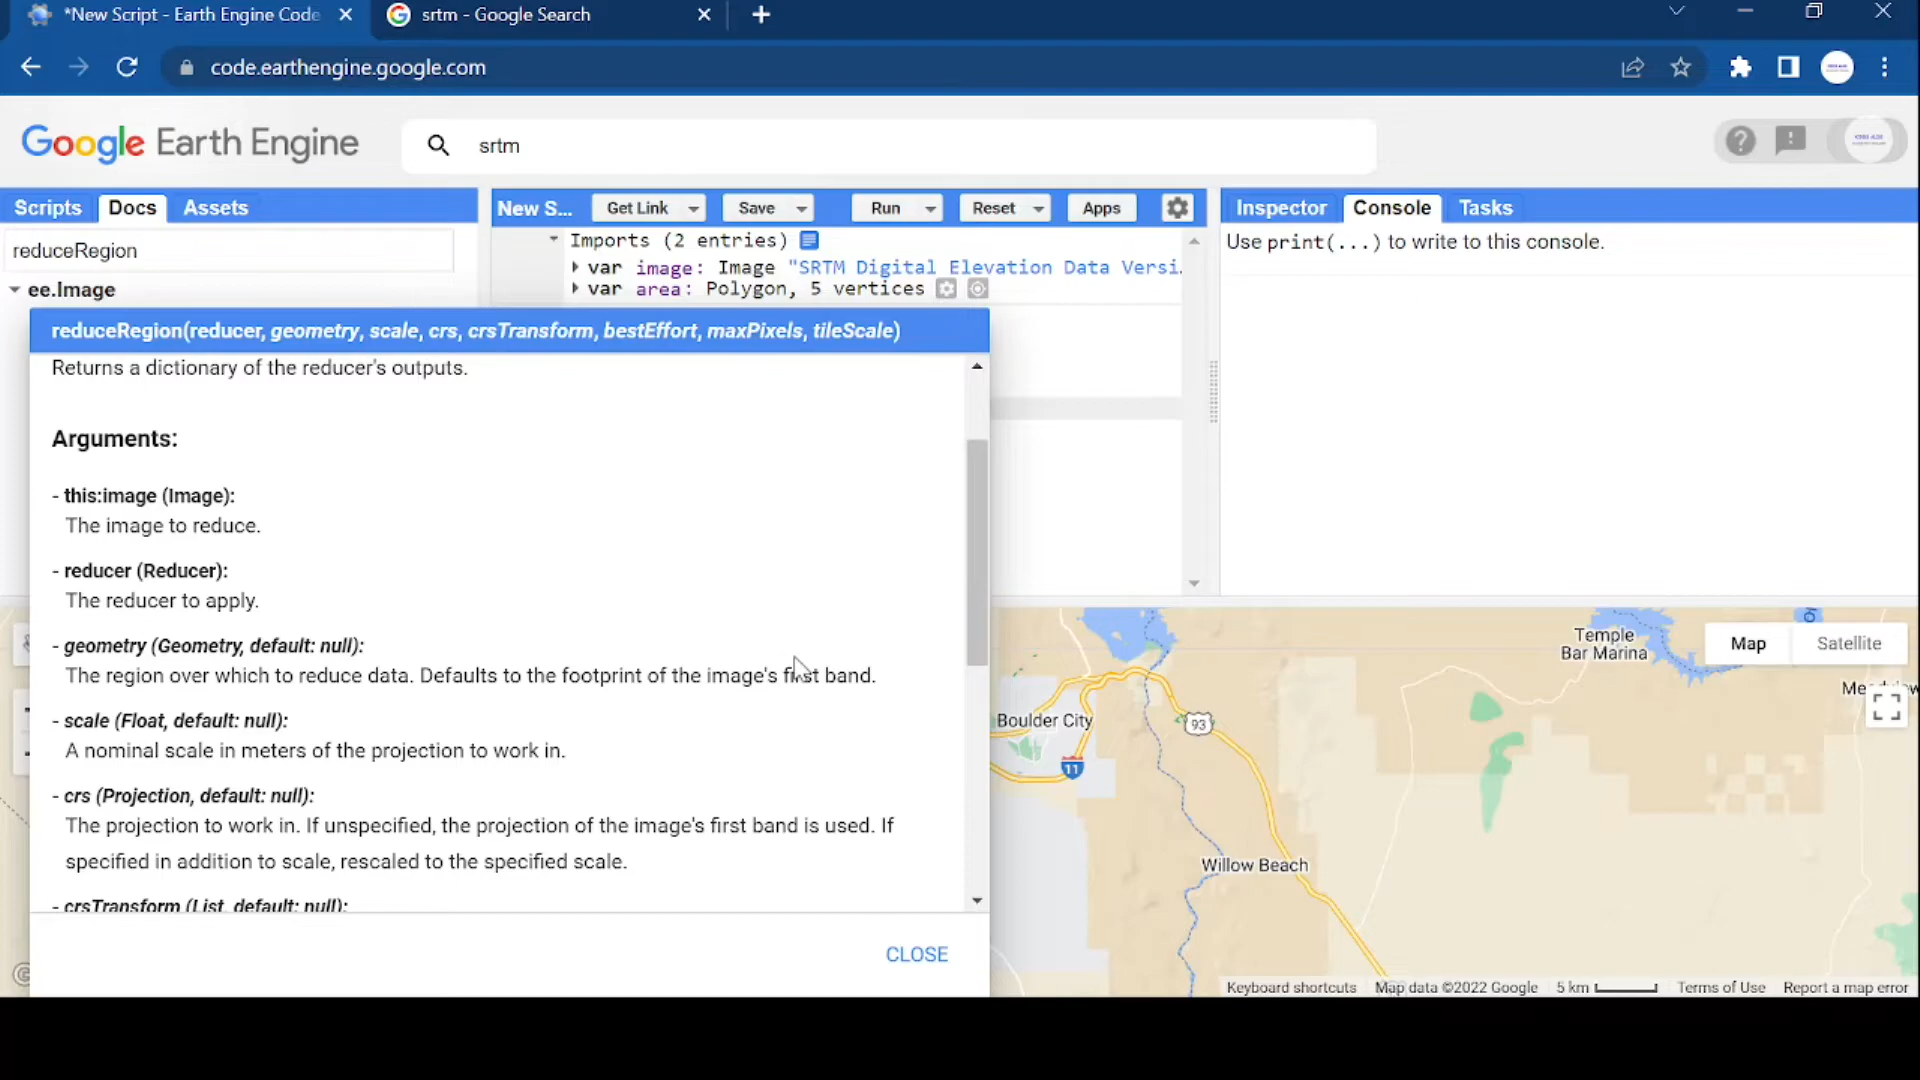 *New Script - Earth Engine Code
srtm - Google Search
code.earthengine.google.com
Google Earth Engine
srtm
Scripts
Docs
Assets
New S...
Get Link
Save
Run
Reset
Apps
Inspector
Console
Tasks
reduceRegion
Imports (2 entries)
Use print(...) to write to this console.
var image: Image "SRTM Digital Elevation Data Versi.
var area: Polygon, 5 vertices
ee.Image
reduceRegion(reducer, geometry, scale, crs, crsTransform, bestEffort, maxPixels, tileScale)
Returns a dictionary of the reducer's outputs.
Arguments:
- this:image (Image):
The image to reduce.
- reducer (Reducer):
The reducer to apply.
- geometry (Geometry, default: null):
The region over which to reduce data. Defaults to the footprint of the image's first band.
- scale (Float, default: null):
A nominal scale in meters of the projection to work in.
- crs (Projection, default: null):
The projection to work in. If unspecified, the projection of the image's first band is used. If
specified in addition to scale, rescaled to the specified scale.
- crsTransform (List, default: null):
CLOSE
Temple
Bar Marina
Map
Satellite
Boulder City
93
11
Willow Beach
Keyboard shortcuts
Map data ©2022 Google
5 km
Terms of Use
Report a map error